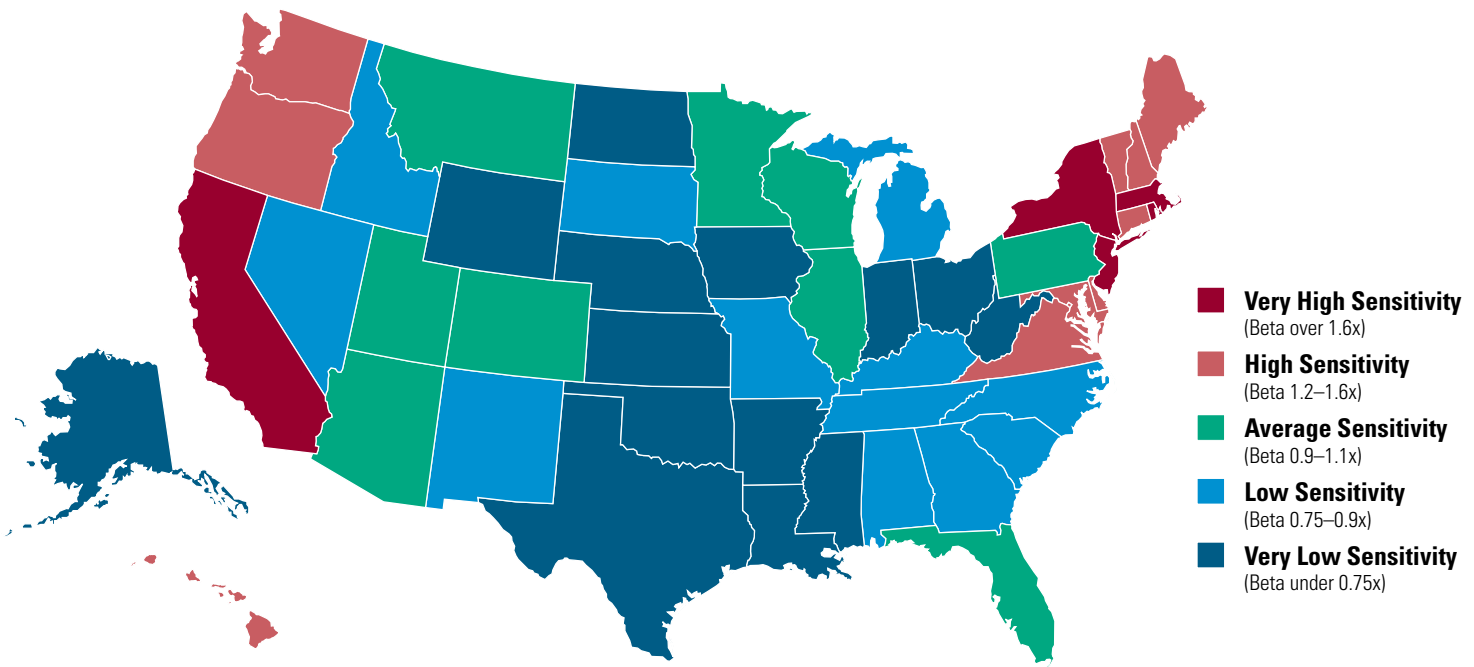 Very High Sensitivity
(Beta over 1.6x)
High Sensitivity
(Beta 1.2–1.6x)
Average Sensitivity
(Beta 0.9–1.1x)
Low Sensitivity
(Beta 0.75–0.9x)
Very Low Sensitivity
(Beta under 0.75x)